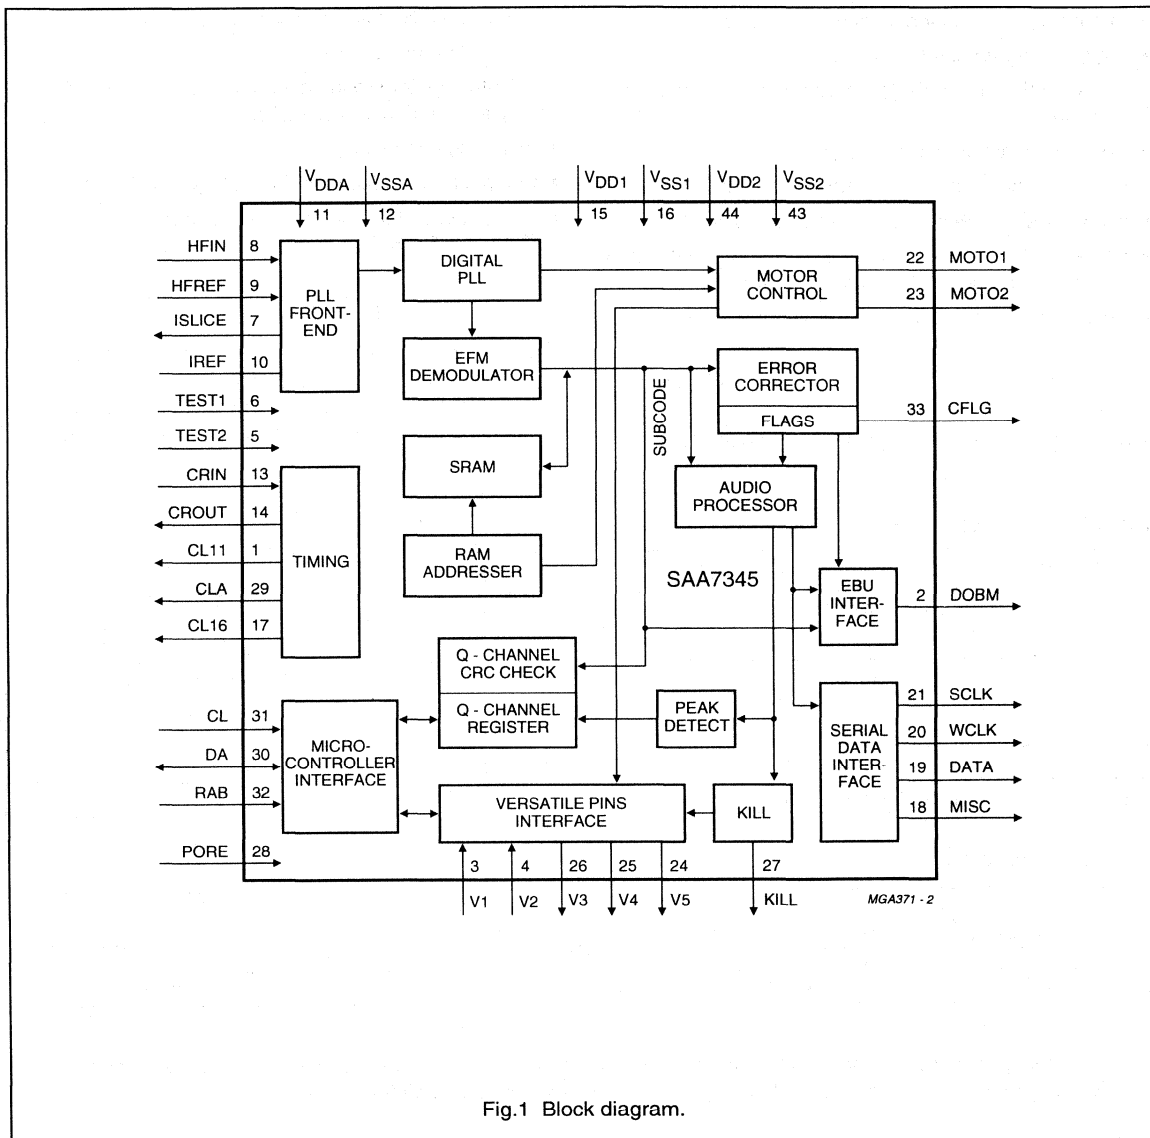 VDDA
VSSA
VDD1
VSS1
VDD2
VSS2
11
12
15
16
44
43
HFIN 8
HFREF 9
ISLICE 7
IREF 10
TEST1 6
TEST2 5
CRIN 13
CROUT 14
CL11 1
CLA 29
CL16 17
CL 31
DA 30
RAB 32
PORE 28
PLL
FRONT-
END
DIGITAL
PLL
EFM
DEMODULATOR
SRAM
RAM
ADDRESSER
TIMING
MOTOR
CONTROL
22 MOTO1
23 MOTO2
ERROR
CORRECTOR
FLAGS
33 CFLG
SUBCODE
AUDIO
PROCESSOR
SAA7345
EBU
INTER-
FACE
2 DOBM
Q - CHANNEL
CRC CHECK
Q - CHANNEL
REGISTER
PEAK
DETECT
MICRO-
CONTROLLER
INTERFACE
VERSATILE PINS
INTERFACE
KILL
SERIAL
DATA
INTER-
FACE
21 SCLK
20 WCLK
19 DATA
18 MISC
3
4
26
25
24
27
V1
V2
V3
V4
V5
KILL
MGA371 - 2
Fig.1 Block diagram.